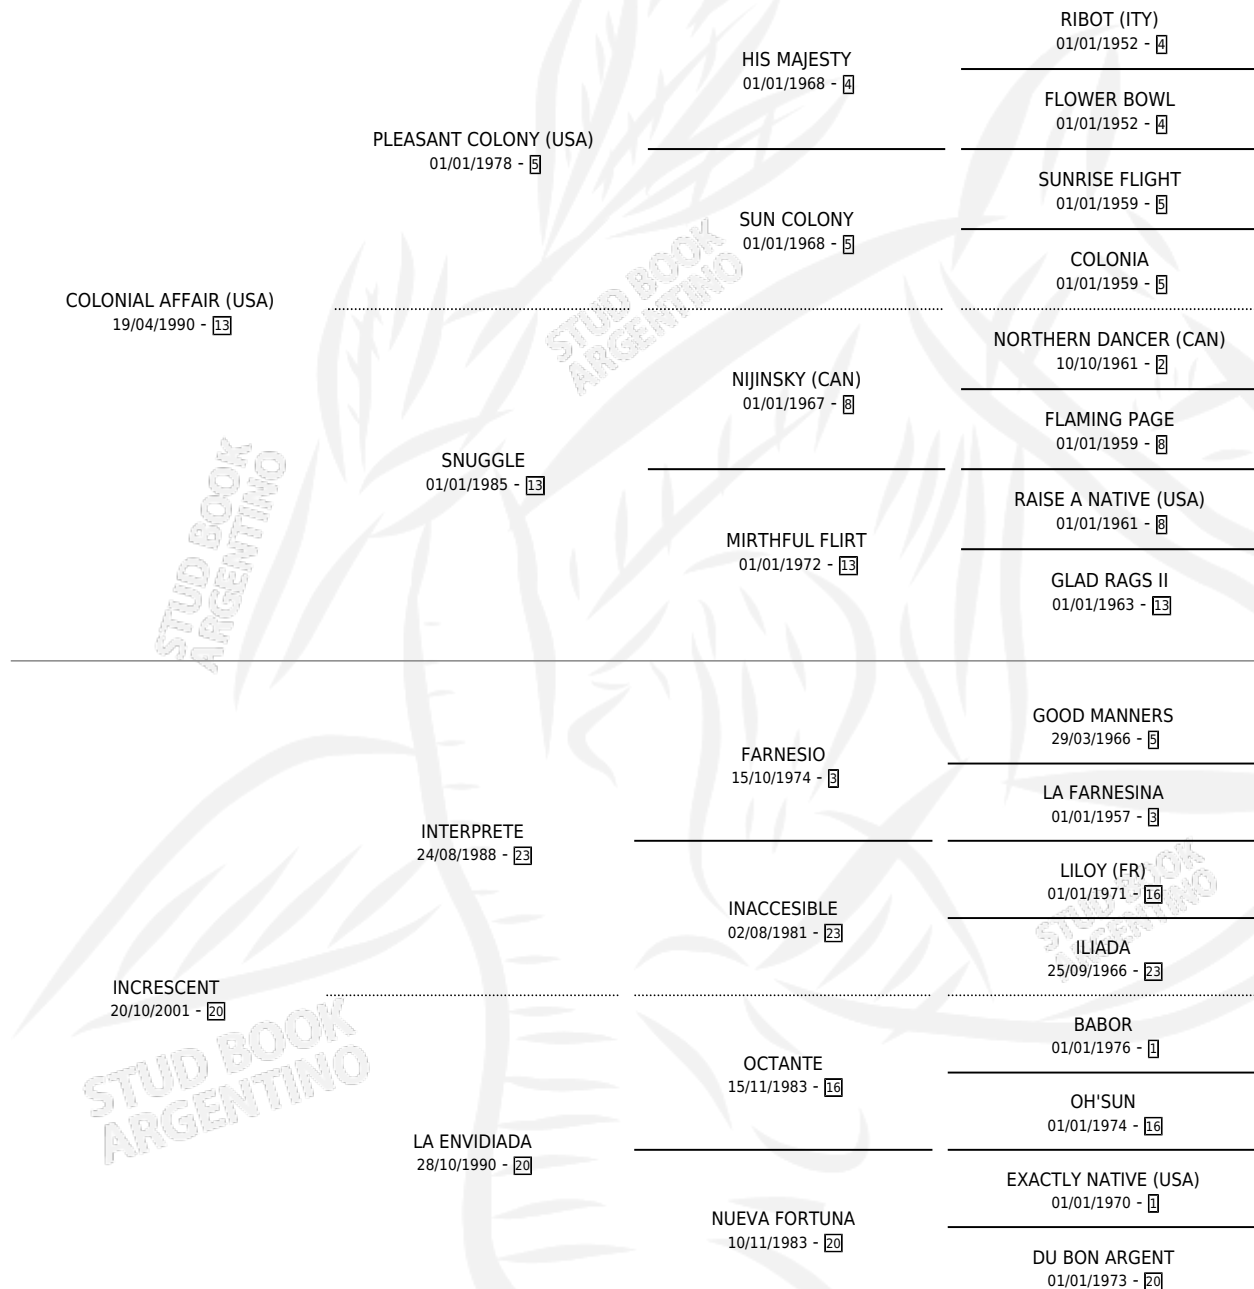 RIBOT (ITY)
01/01/1952 - 4
HIS MAJESTY
01/01/1968 - 4
FLOWER BOWL
01/01/1952 - 4
PLEASANT COLONY (USA)
01/01/1978 - 5
SUNRISE FLIGHT
01/01/1959 - 5
SUN COLONY
01/01/1968 - 5
COLONIA
01/01/1959 - 5
COLONIAL AFFAIR (USA)
19/04/1990 - 13
NORTHERN DANCER (CAN)
10/10/1961 - 2
NIJINSKY (CAN)
01/01/1967 - 8
FLAMING PAGE
01/01/1959 - 8
SNUGGLE
01/01/1985 - 13
RAISE A NATIVE (USA)
01/01/1961 - 8
MIRTHFUL FLIRT
01/01/1972 - 13
GLAD RAGS II
01/01/1963 - 13
GOOD MANNERS
29/03/1966 - 5
FARNESIO
15/10/1974 - 3
LA FARNESINA
01/01/1957 - 3
INTERPRETE
24/08/1988 - 23
LILOY (FR)
01/01/1971 - 16
INACCESIBLE
02/08/1981 - 23
ILIADA
25/09/1966 - 23
INCRESCENT
20/10/2001 - 20
BABOR
01/01/1976 - 1
OCTANTE
15/11/1983 - 16
OH'SUN
01/01/1974 - 16
LA ENVIDIADA
28/10/1990 - 20
EXACTLY NATIVE (USA)
01/01/1970 - 1
NUEVA FORTUNA
10/11/1983 - 20
DU BON ARGENT
01/01/1973 - 20
STUD BOOK
ARGENTINO
STUD BOOK
ARGENTINO
STUD BOOK
ARGENTINO
STUD BOOK
ARGENTINO